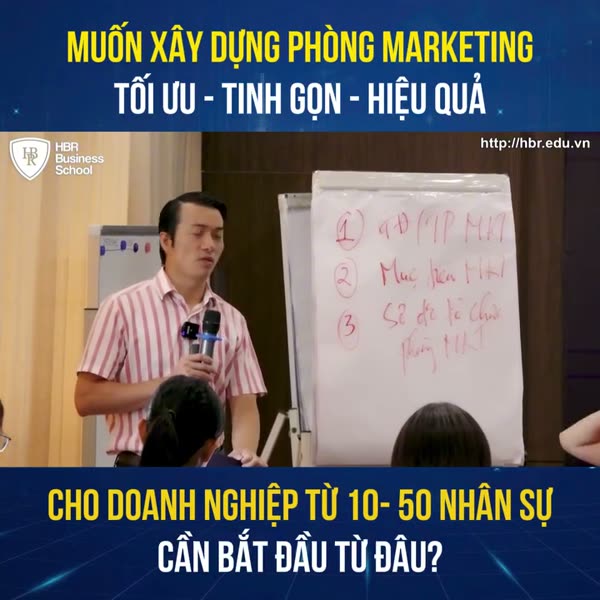 MUỐN XÂY DỰNG PHÒNG MARKETING
TỐI ƯU - TINH GỌN - HIỆU QUẢ
HBR
Business
School
http://hbr.edu.vn
1 MKT
2 Mục tiêu MKT
3 Sơ đồ tổ chức
phòng MKT
CHO DOANH NGHIỆP TỪ 10- 50 NHÂN SỰ
CẦN BẮT ĐẦU TỪ ĐÂU?